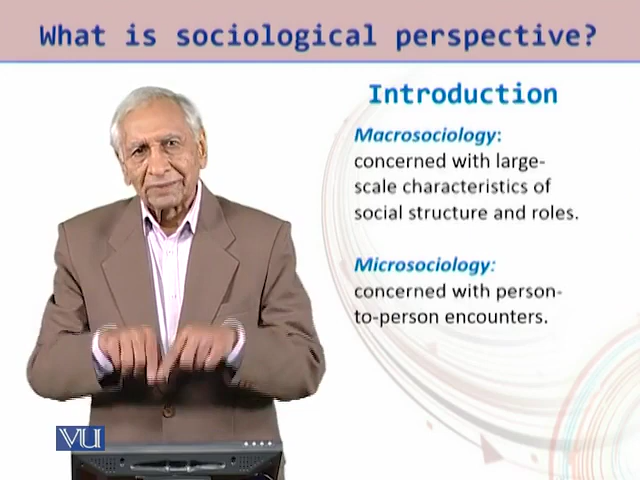 What is sociological perspective?
Introduction
Macrosociology:
concerned with large-
scale characteristics of
social structure and roles.
Microsociology:
concerned with person-
to-person encounters.
VU